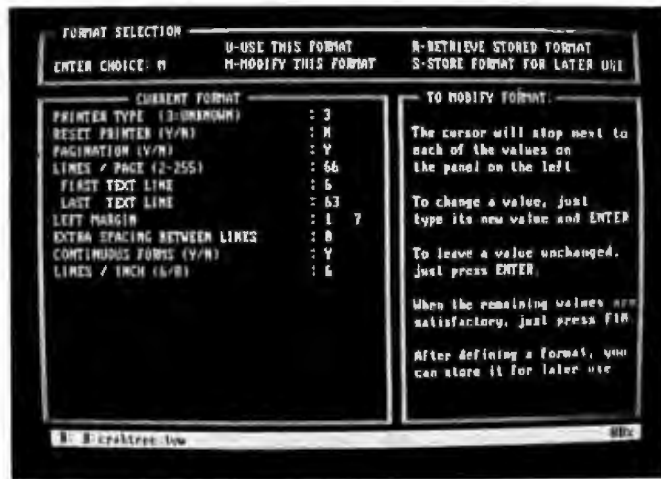 FORMAT SELECTION
U-USE THIS FORMAT R-RETRIEVE STORED FORMAT
ENTER CHOICE: M M-MODIFY THIS FORMAT S-STORE FORMAT FOR LATER USE
CURRENT FORMAT
PRINTER TYPE (3=UNKNOWN) : 3
RESET PRINTER (Y/N) : N
PAGINATION (Y/N) : Y
LINES / PAGE (2-255) : 66
FIRST TEXT LINE : 6
LAST TEXT LINE : 63
LEFT MARGIN : 1 7
EXTRA SPACING BETWEEN LINES : 0
CONTINUOUS FORMS (Y/N) : Y
LINES / INCH (6/8) : 6
TO MODIFY FORMAT:
The cursor will stop next to
each of the values on
the panel on the left
To change a value, just
type its new value and ENTER
To leave a value unchanged,
just press ENTER.
When the remaining values are
satisfactory, just press FIN
After defining a format, you
can store it for later use